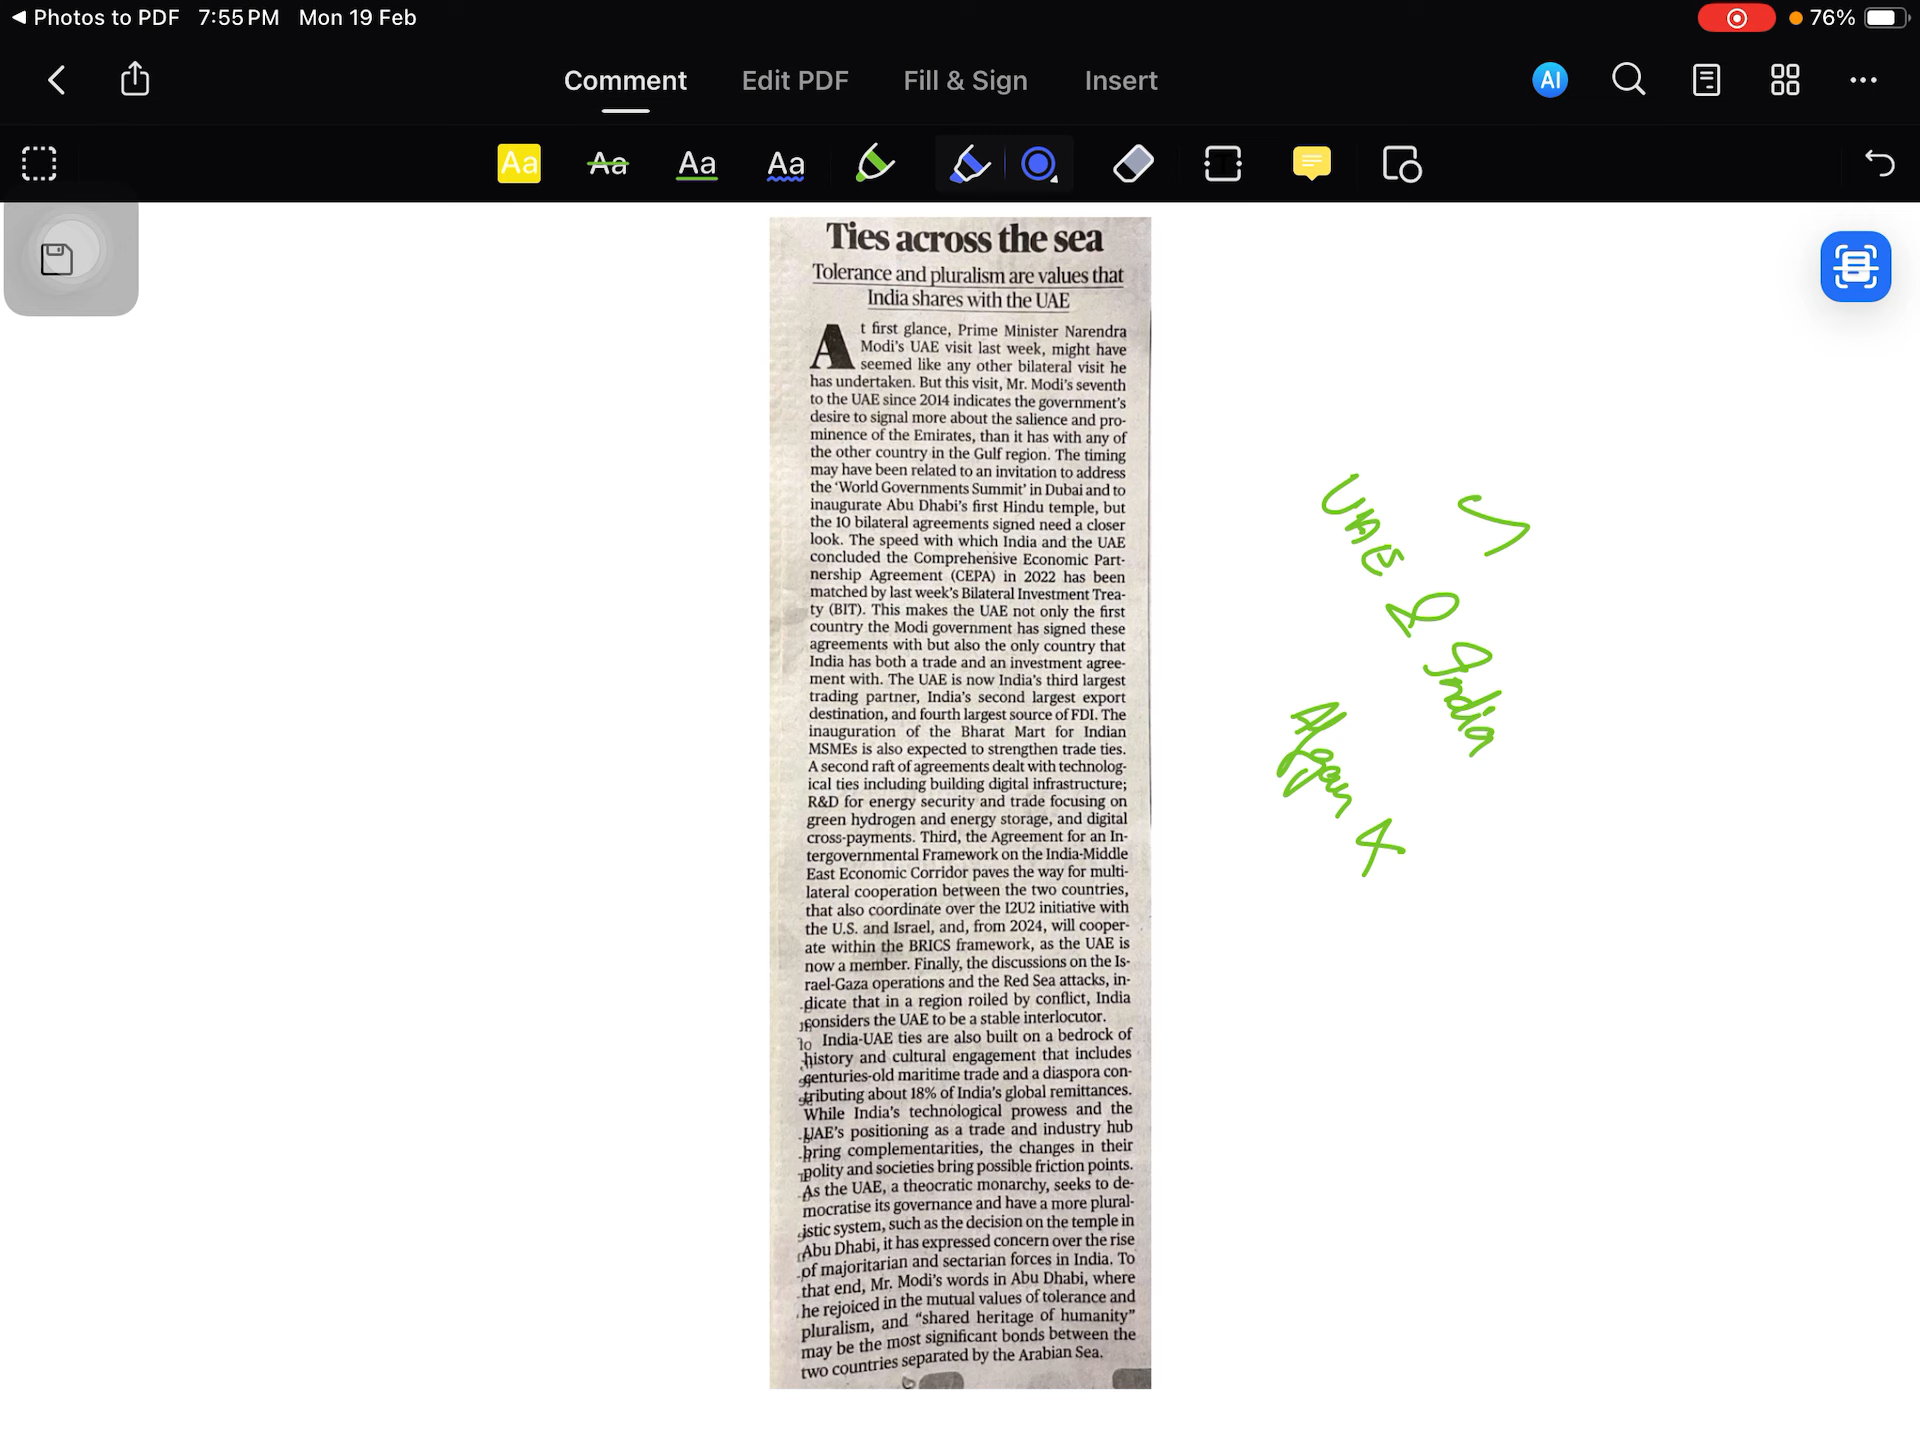 Photos to PDF 7:55 PM Mon 19 Feb
76%
Comment Edit PDF Fill & Sign Insert
AI
Aa Aa Aa Aa
T
Ties across the sea
Tolerance and pluralism are values that
India shares with the UAE
At first glance, Prime Minister Narendra
Modi's UAE visit last week, might have
seemed like any other bilateral visit he
has undertaken. But this visit, Mr. Modi's seventh
to the UAE since 2014 indicates the government's
desire to signal more about the salience and pro-
minence of the Emirates, than it has with any of
the other country in the Gulf region. The timing
may have been related to an invitation to address
the 'World Governments Summit' in Dubai and to
inaugurate Abu Dhabi's first Hindu temple, but
the 10 bilateral agreements signed need a closer
look. The speed with which India and the UAE
concluded the Comprehensive Economic Part-
nership Agreement (CEPA) in 2022 has been
matched by last week's Bilateral Investment Trea-
ty (BIT). This makes the UAE not only the first
country the Modi government has signed these
agreements with but also the only country that
India has both a trade and an investment agree-
ment with. The UAE is now India's third largest
trading partner, India's second largest export
destination, and fourth largest source of FDI. The
inauguration of the Bharat Mart for Indian
MSMEs is also expected to strengthen trade ties.
A second raft of agreements dealt with technolog-
ical ties including building digital infrastructure;
R&D for energy security and trade focusing on
green hydrogen and energy storage, and digital
cross-payments. Third, the Agreement for an In-
tergovernmental Framework on the India-Middle
East Economic Corridor paves the way for multi-
lateral cooperation between the two countries,
that also coordinate over the I2U2 initiative with
the U.S. and Israel, and, from 2024, will cooper-
ate within the BRICS framework, as the UAE is
now a member. Finally, the discussions on the Is-
rael-Gaza operations and the Red Sea attacks, in-
dicate that in a region roiled by conflict, India
considers the UAE to be a stable interlocutor.
India-UAE ties are also built on a bedrock of
history and cultural engagement that includes
centuries-old maritime trade and a diaspora con-
tributing about 18% of India's global remittances.
While India's technological prowess and the
UAE's positioning as a trade and industry hub
bring complementarities, the changes in their
polity and societies bring possible friction points.
As the UAE, a theocratic monarchy, seeks to de-
mocratise its governance and have a more plural-
istic system, such as the decision on the temple in
Abu Dhabi, it has expressed concern over the rise
of majoritarian and sectarian forces in India. To
that end, Mr. Modi's words in Abu Dhabi, where
he rejoiced in the mutual values of tolerance and
pluralism, and "shared heritage of humanity"
may be the most significant bonds between the
two countries separated by the Arabian Sea.
UAE & India